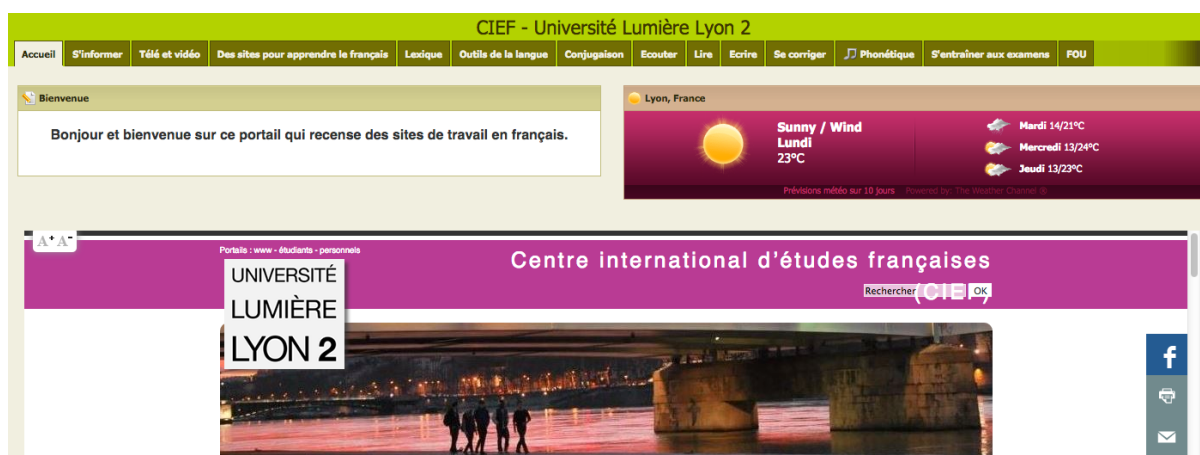 CIEF - Université Lumière Lyon 2
Accueil S'informer Télé et vidéo Des sites pour apprendre le français Lexique Outils de la langue Conjugaison Ecouter Lire Ecrire Se corriger Phonétique S'entraîner aux examens FOU
Bienvenue
Bonjour et bienvenue sur ce portail qui recense des sites de travail en français.
Lyon, France
Sunny / Wind
Lundi
23°C
Mardi 14/21°C
Mercredi 13/24°C
Jeudi 13/23°C
Prévisions météo sur 10 jours Powered by: The Weather Channel ®
A+ A-
Portails : www - étudiants - personnels
UNIVERSITÉ
LUMIÈRE
LYON 2
Centre international d'études françaises
(CIEF)
Rechercher OK
f